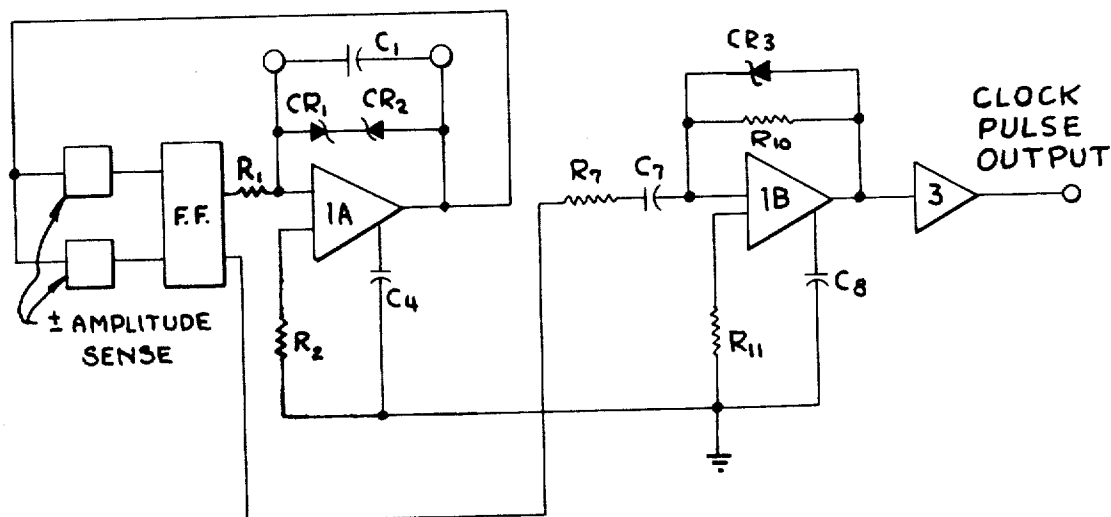 C1
CR1 CR2
R1
F.F.
1A
C4
R2
± AMPLITUDE
SENSE
CR3
R10
R7 C7
1B
3
C8
R11
CLOCK
PULSE
OUTPUT